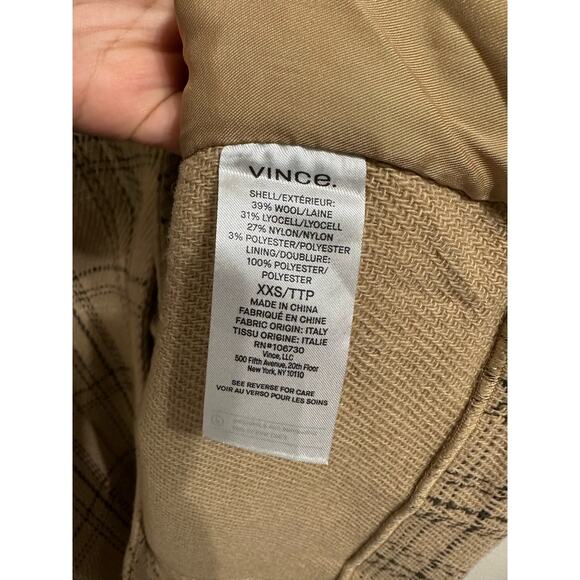 VINCE.
SHELL/EXTÉRIEUR:
39% WOOL/LAINE
31% LYOCELL/LYOCELL
27% NYLON/NYLON
3% POLYESTER/POLYESTER
LINING/DOUBLURE:
100% POLYESTER/
POLYESTER
XXS/TTP
MADE IN CHINA
FABRIQUÉ EN CHINE
FABRIC ORIGIN: ITALY
TISSU ORIGINE: ITALIE
RN#106730
Vince, LLC
500 Fifth Avenue, 20th Floor
New York, NY 10110
SEE REVERSE FOR CARE
VOIR AU VERSO POUR LES SOINS